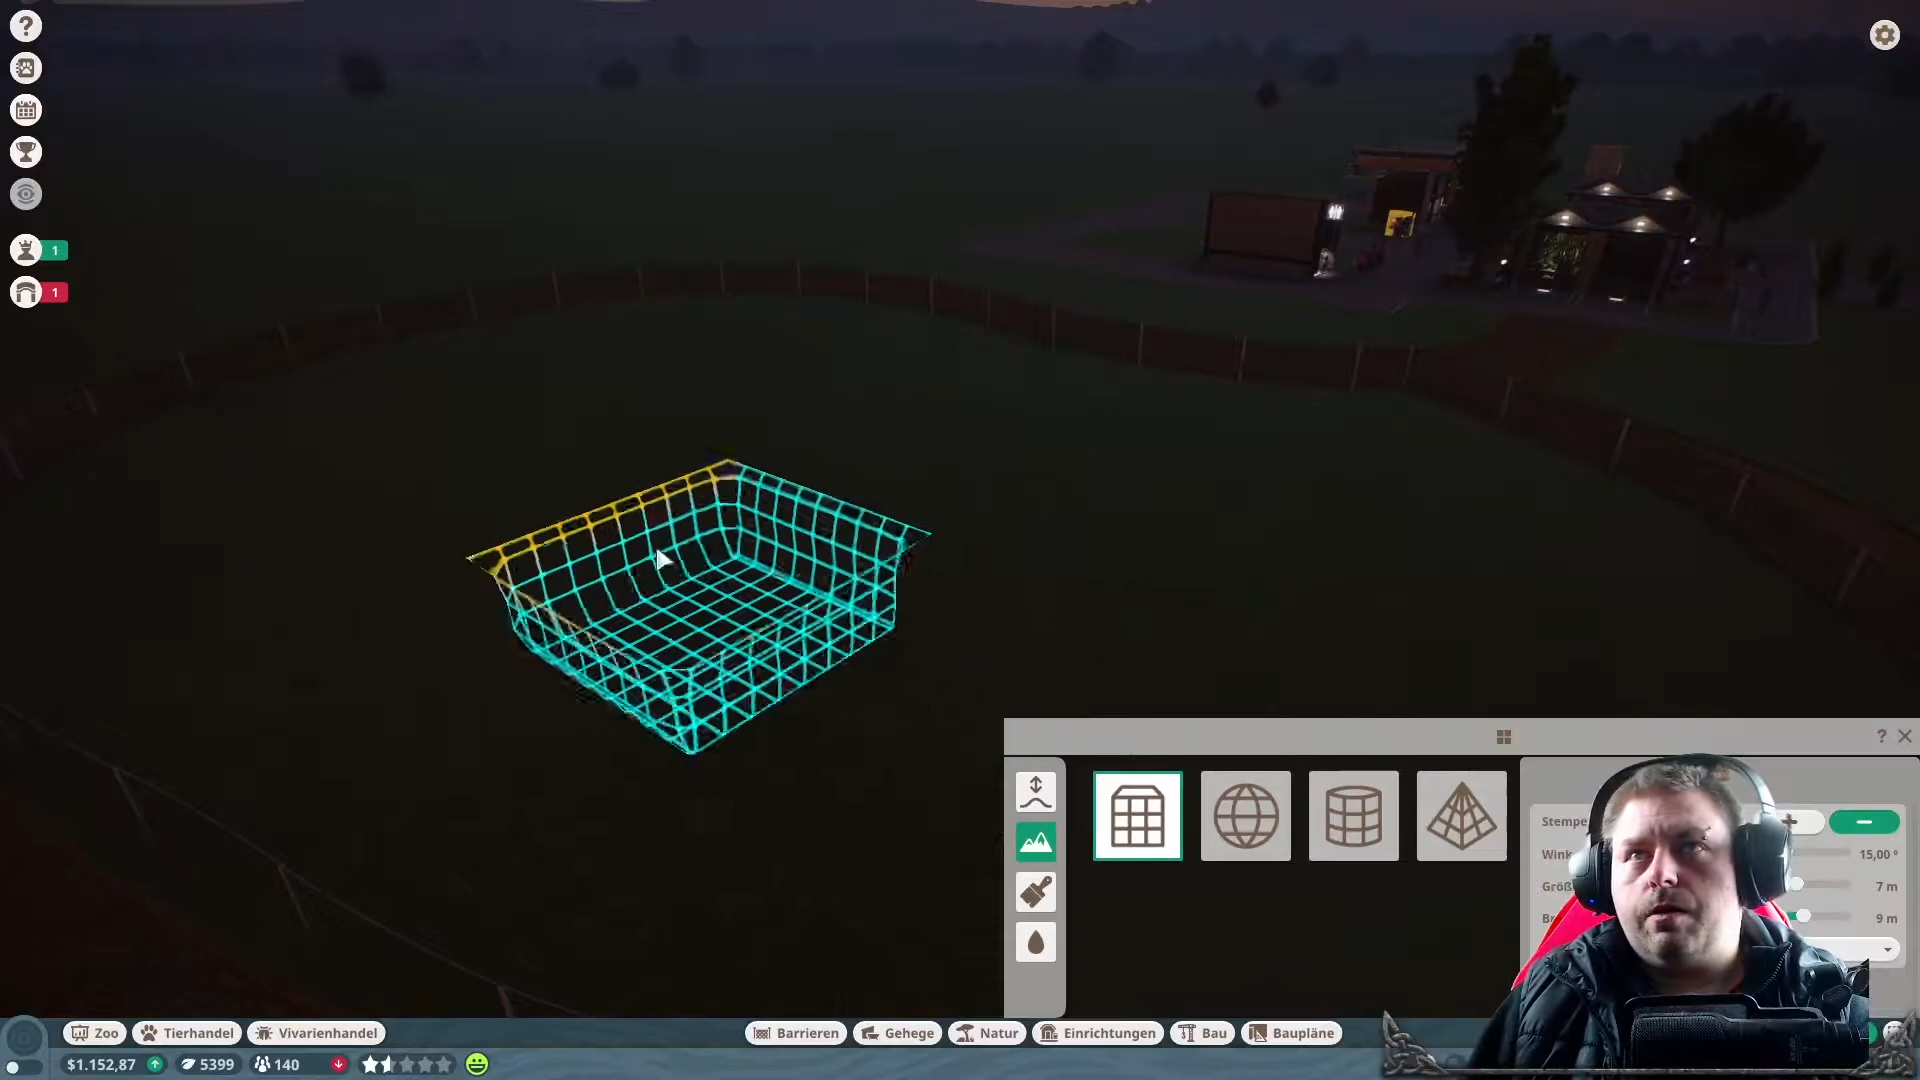 ?
1
1
? ×
Stempe + −
Wink 15,00 °
Größ 7 m
Br 9 m
Zoo Tierhandel Vivarienhandel Barrieren Gehege Natur Einrichtungen Bau Baupläne
$1.152,87 5399 140